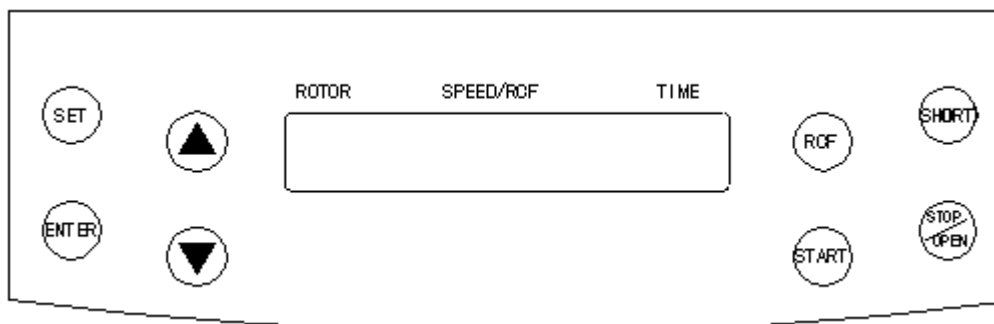 ROTOR SPEED/RCF TIME
SET
SHORT
RCF
ENTER
STOP
OPEN
START